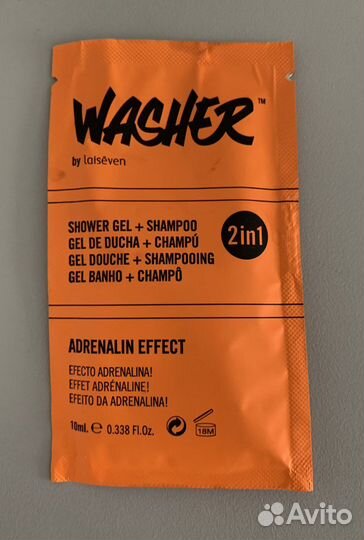 WASHER™
by laisëven
SHOWER GEL + SHAMPOO
GEL DE DUCHA + CHAMPÚ
GEL DOUCHE + SHAMPOOING
GEL BANHO + CHAMPÔ
2in1
ADRENALIN EFFECT
EFECTO ADRENALINA!
EFFET ADRÉNALINE!
EFEITO DA ADRENALINA!
10ml. ℮ 0.338 Fl.Oz.
18M
Avito